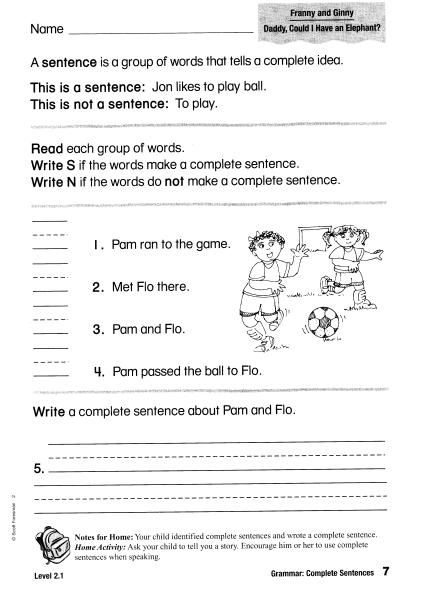 Franny and Ginny
Daddy, Could I Have an Elephant?
Name
A sentence is a group of words that tells a complete idea.
This is a sentence: Jon likes to play ball.
This is not a sentence: To play.
Read each group of words.
Write S if the words make a complete sentence.
Write N if the words do not make a complete sentence.
1. Pam ran to the game.
2. Met Flo there.
3. Pam and Flo.
4. Pam passed the ball to Flo.
Write a complete sentence about Pam and Flo.
5.
© Scott Foresman 2
Notes for Home: Your child identified complete sentences and wrote a complete sentence.
Home Activity: Ask your child to tell you a story. Encourage him or her to use complete
sentences when speaking.
Level 2.1
Grammar: Complete Sentences 7